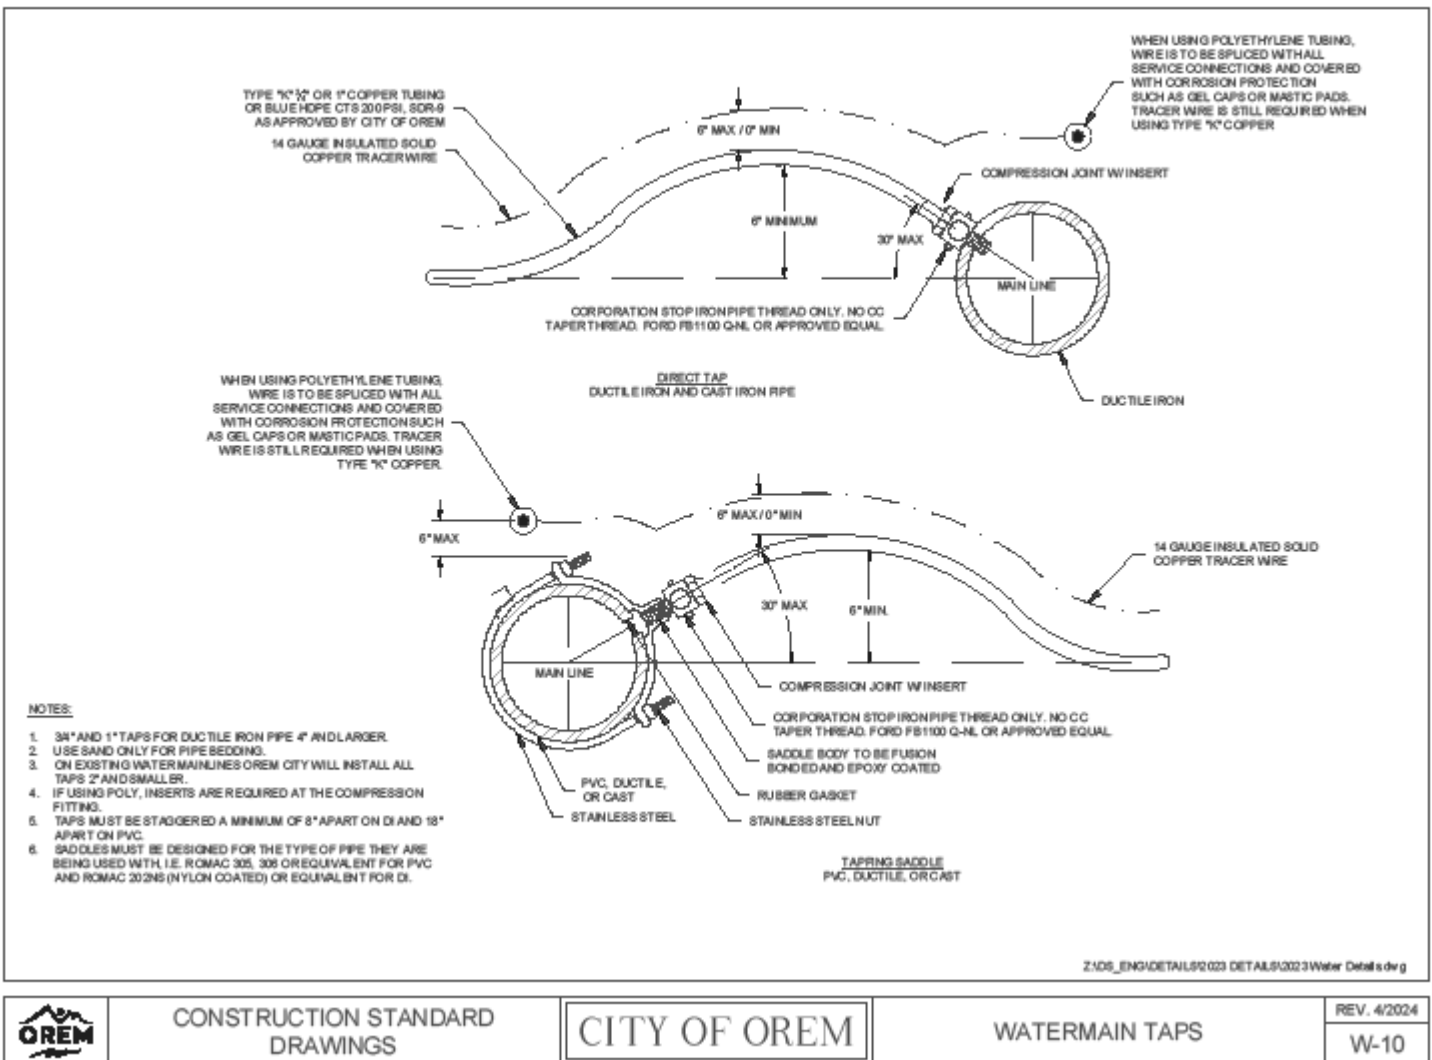 WHEN USING POLYETHYLENE TUBING,
WIRE IS TO BE SPLICED WITH ALL
SERVICE CONNECTIONS AND COVERED
WITH CORROSION PROTECTION
SUCH AS GEL CAPS OR MASTIC PADS.
TRACER WIRE IS STILL REQUIRED WHEN
USING TYPE "K" COPPER
TYPE "K" ¾" OR 1" COPPER TUBING
OR BLUE HDPE CTS 200 PSI, SDR-9
AS APPROVED BY CITY OF OREM
14 GAUGE INSULATED SOLID
COPPER TRACER WIRE
6" MAX / 0" MIN
COMPRESSION JOINT W/ INSERT
6" MINIMUM
30° MAX
MAIN LINE
CORPORATION STOP IRON PIPE THREAD ONLY. NO CC
TAPER THREAD. FORD FB1100 Q-NL OR APPROVED EQUAL
DIRECT TAP
DUCTILE IRON AND CAST IRON PIPE
DUCTILE IRON
WHEN USING POLYETHYLENE TUBING,
WIRE IS TO BE SPLICED WITH ALL
SERVICE CONNECTIONS AND COVERED
WITH CORROSION PROTECTION SUCH
AS GEL CAPS OR MASTIC PADS. TRACER
WIRE IS STILL REQUIRED WHEN USING
TYPE "K" COPPER.
6" MAX
6" MAX / 0" MIN
14 GAUGE INSULATED SOLID
COPPER TRACER WIRE
30° MAX
6" MIN.
MAIN LINE
COMPRESSION JOINT W/ INSERT
CORPORATION STOP IRON PIPE THREAD ONLY. NO CC
TAPER THREAD. FORD FB1100 Q-NL OR APPROVED EQUAL
SADDLE BODY TO BE FUSION
BONDED AND EPOXY COATED
RUBBER GASKET
STAINLESS STEEL NUT
PVC, DUCTILE,
OR CAST
STAINLESS STEEL
TAPPING SADDLE
PVC, DUCTILE, OR CAST
NOTES:
1. 3/4" AND 1" TAPS FOR DUCTILE IRON PIPE 4" AND LARGER.
2. USE SAND ONLY FOR PIPE BEDDING.
3. ON EXISTING WATER MAINLINES OREM CITY WILL INSTALL ALL
TAPS 2" AND SMALLER.
4. IF USING POLY, INSERTS ARE REQUIRED AT THE COMPRESSION
FITTING.
5. TAPS MUST BE STAGGERED A MINIMUM OF 8" APART ON DI AND 18"
APART ON PVC.
6. SADDLES MUST BE DESIGNED FOR THE TYPE OF PIPE THEY ARE
BEING USED WITH, I.E. ROMAC 305, 306 OR EQUIVALENT FOR PVC
AND ROMAC 202NS (NYLON COATED) OR EQUIVALENT FOR DI.
Z:\DS_ENG\DETAILS\2023 DETAILS\2023 Water Details.dwg
OREM
CONSTRUCTION STANDARD
DRAWINGS
CITY OF OREM
WATERMAIN TAPS
REV. 4/2024
W-10